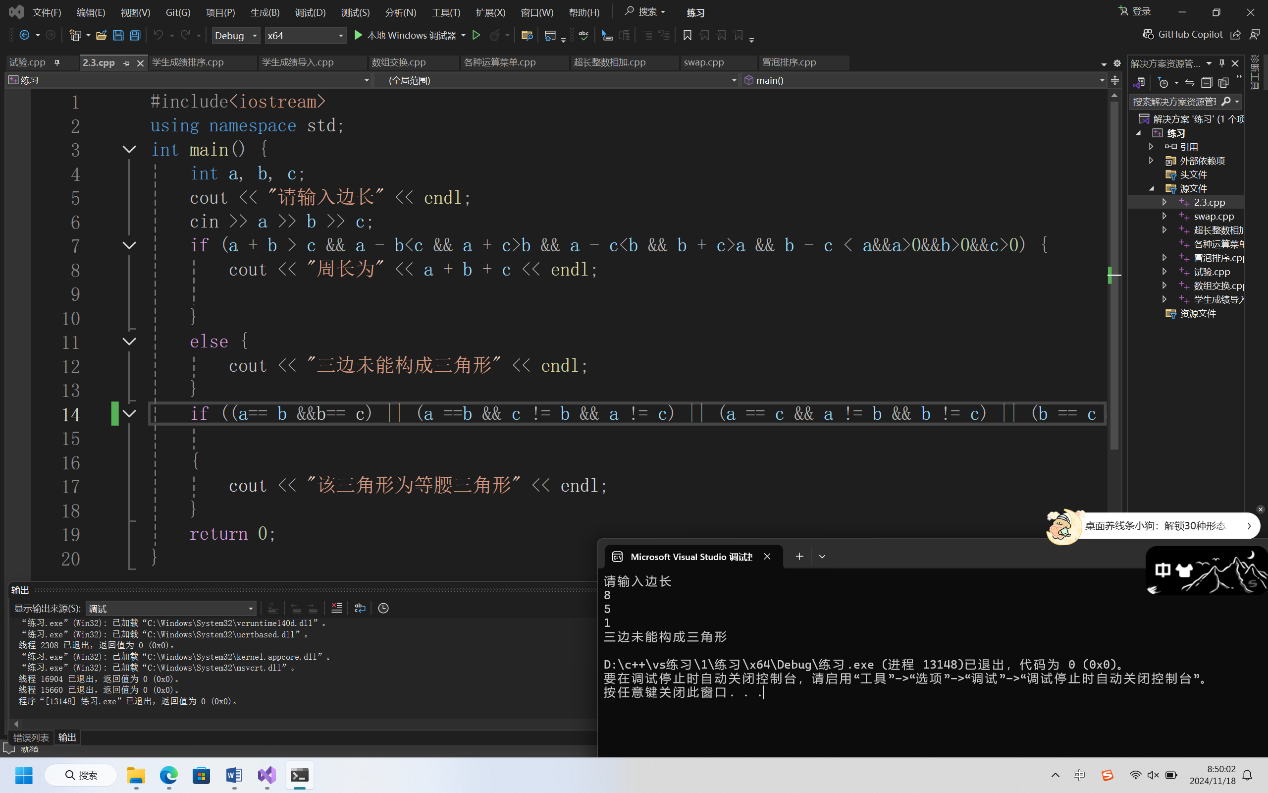 文件(F) 编辑(E) 视图(V) Git(G) 项目(P) 生成(B) 调试(D) 测试(S) 分析(N) 工具(T) 扩展(X) 窗口(W) 帮助(H) 搜索 练习 登录
Debug x64 本地 Windows 调试器 GitHub Copilot
试验.cpp 2.3.cpp 学生成绩排序.cpp 学生成绩导入.cpp 数组交换.cpp 各种运算菜单.cpp 超长整数相加.cpp swap.cpp 冒泡排序.cpp
练习 (全局范围) main()
1 #include<iostream>
2 using namespace std;
3 int main() {
4 int a, b, c;
5 cout << "请输入边长" << endl;
6 cin >> a >> b >> c;
7 if (a + b > c && a - b<c && a + c>b && a - c<b && b + c>a && b - c < a&&a>0&&b>0&&c>0) {
8 cout << "周长为" << a + b + c << endl;
9
10 }
11 else {
12 cout << "三边未能构成三角形" << endl;
13 }
14 if ((a== b &&b== c) || (a ==b && c != b && a != c) || (a == c && a != b && b != c) || (b == c
15
16 {
17 cout << "该三角形为等腰三角形" << endl;
18 }
19 return 0;
20 }
解决方案资源管...
搜索解决方案资源管理
解决方案 '练习' (1 个项
练习
引用
外部依赖项
头文件
源文件
2.3.cpp
swap.cpp
超长整数相加
各种运算菜单
冒泡排序.cpp
试验.cpp
数组交换.cpp
学生成绩导入
资源文件
诊断工具
桌面养线条小狗：解锁30种形态
中
输出
显示输出来源(S): 调试
“练习.exe”(Win32): 已加载“C:\Windows\System32\vcruntime140d.dll”。
“练习.exe”(Win32): 已加载“C:\Windows\System32\ucrtbased.dll”。
线程 2308 已退出，返回值为 0 (0x0)。
“练习.exe”(Win32): 已加载“C:\Windows\System32\kernel.appcore.dll”。
“练习.exe”(Win32): 已加载“C:\Windows\System32\msvcrt.dll”。
线程 16904 已退出，返回值为 0 (0x0)。
线程 15660 已退出，返回值为 0 (0x0)。
程序“[13148] 练习.exe”已退出，返回值为 0 (0x0)。
错误列表 输出
就绪
Microsoft Visual Studio 调试控
请输入边长
8
5
1
三边未能构成三角形
D:\c++\vs练习\1\练习\x64\Debug\练习.exe (进程 13148)已退出，代码为 0 (0x0)。
要在调试停止时自动关闭控制台，请启用“工具”->“选项”->“调试”->“调试停止时自动关闭控制台”。
按任意键关闭此窗口. . .
搜索
中
8:50:02
2024/11/18